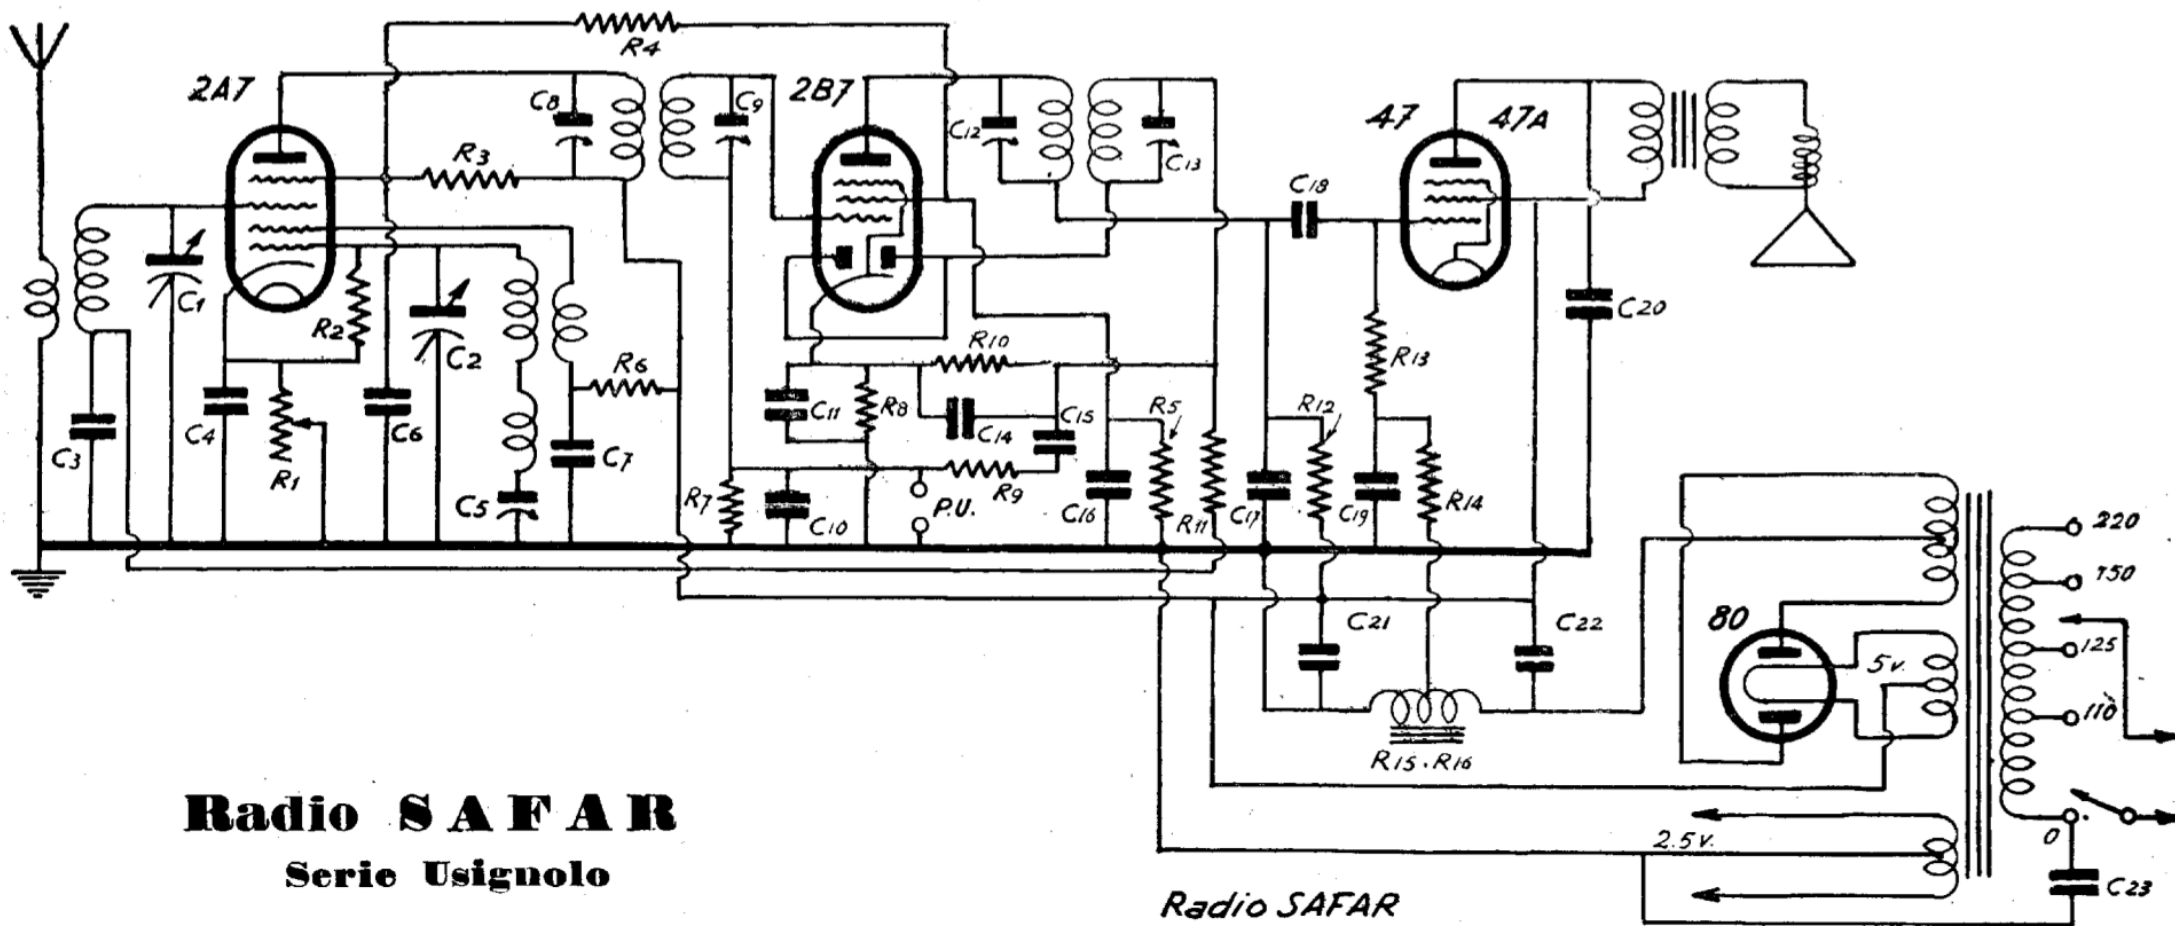 R4
2A7
C8
C9
2B7
C12
C13
47
47A
R3
C18
C1
R2
C2
C20
R10
R13
R6
C11
R8
C14
C15
R5
R12
C3
C4
R1
C6
C5
C7
R7
C10
P.U.
R9
C16
R11
C17
C19
R14
220
150
125
110
0
C21
C22
80
5v.
R15.R16
2.5v.
C23
Radio SAFAR
Serie Usignolo
Radio SAFAR